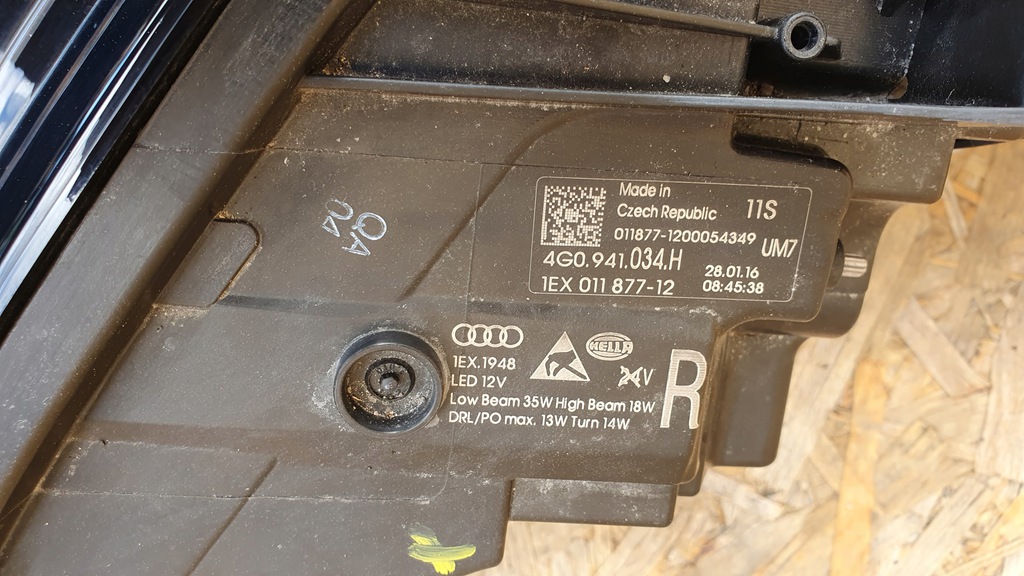 Made in
Czech Republic 11S
011877-1200054349
UM7
4G0.941.034.H
28.01.16
1EX 011 877-12
08:45:38
QA
04
1EX.1948
HELLA
LED 12V
24V
Low Beam 35W High Beam 18W
DRL/PO max. 13W Turn 14W
R